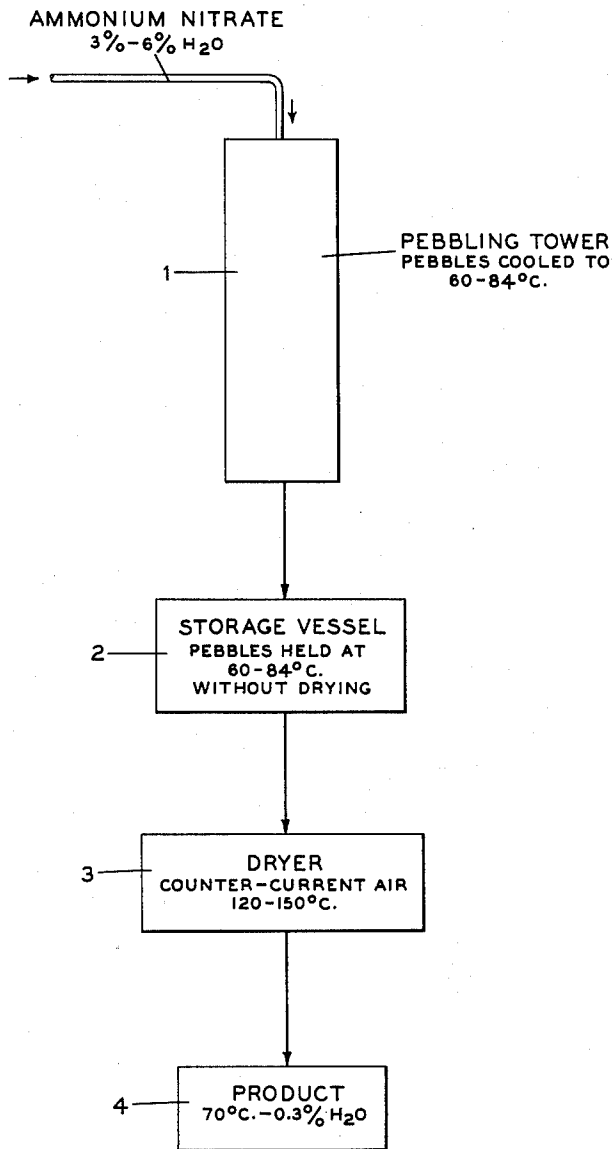 AMMONIUM NITRATE
3%-6% H2O
1
PEBBLING TOWER
PEBBLES COOLED TO
60-84°C.
2
STORAGE VESSEL
PEBBLES HELD AT
60-84°C.
WITHOUT DRYING
3
DRYER
COUNTER-CURRENT AIR
120-150°C.
4
PRODUCT
70°C.-0.3% H2O